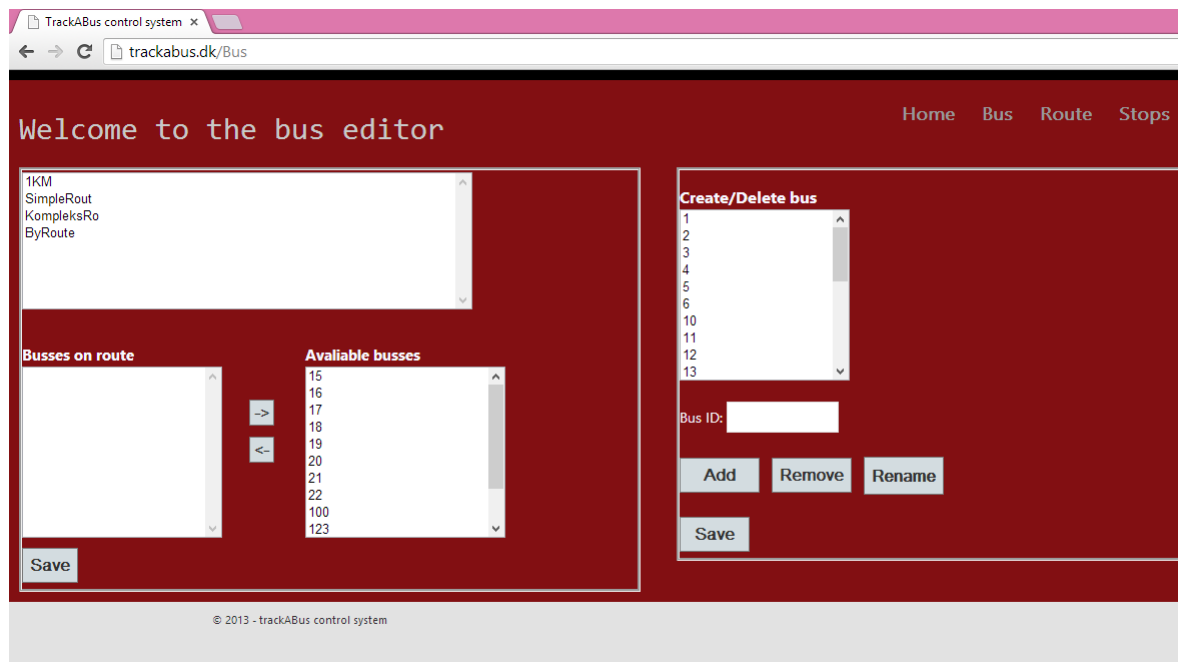 TrackABus control system
trackabus.dk/Bus
Welcome to the bus editor
Home Bus Route Stops
1KM
SimpleRout
KompleksRo
ByRoute
Busses on route
->
<-
Avaliable busses
15
16
17
18
19
20
21
22
100
123
Save
Create/Delete bus
1
2
3
4
5
6
10
11
12
13
Bus ID:
Add Remove Rename
Save
© 2013 - trackABus control system